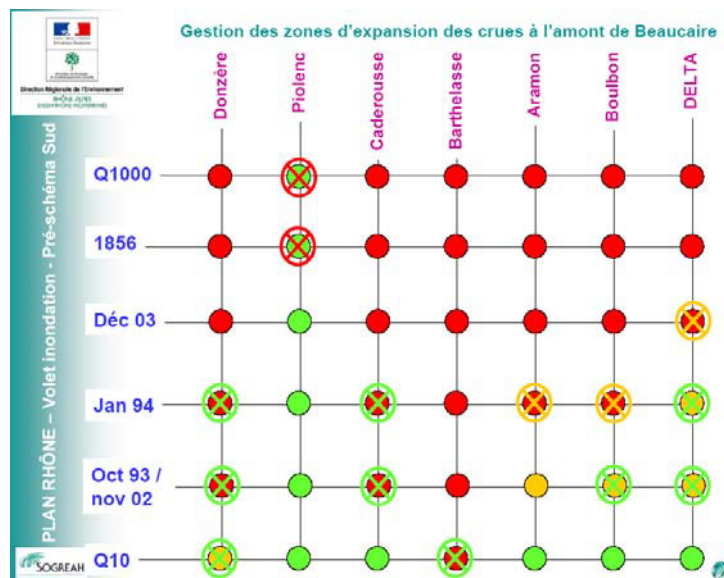 Gestion des zones d'expansion des crues à l'amont de Beaucaire
Direction Régionale de l'Environnement
RHÔNE-ALPES
PLAN RHÔNE – Volet inondation - Pré-schéma Sud
Donzère
Piolenc
Caderousse
Barthelasse
Aramon
Boulbon
DELTA
Q1000
1856
Déc 03
Jan 94
Oct 93 /
nov 02
Q10
SOGREAH